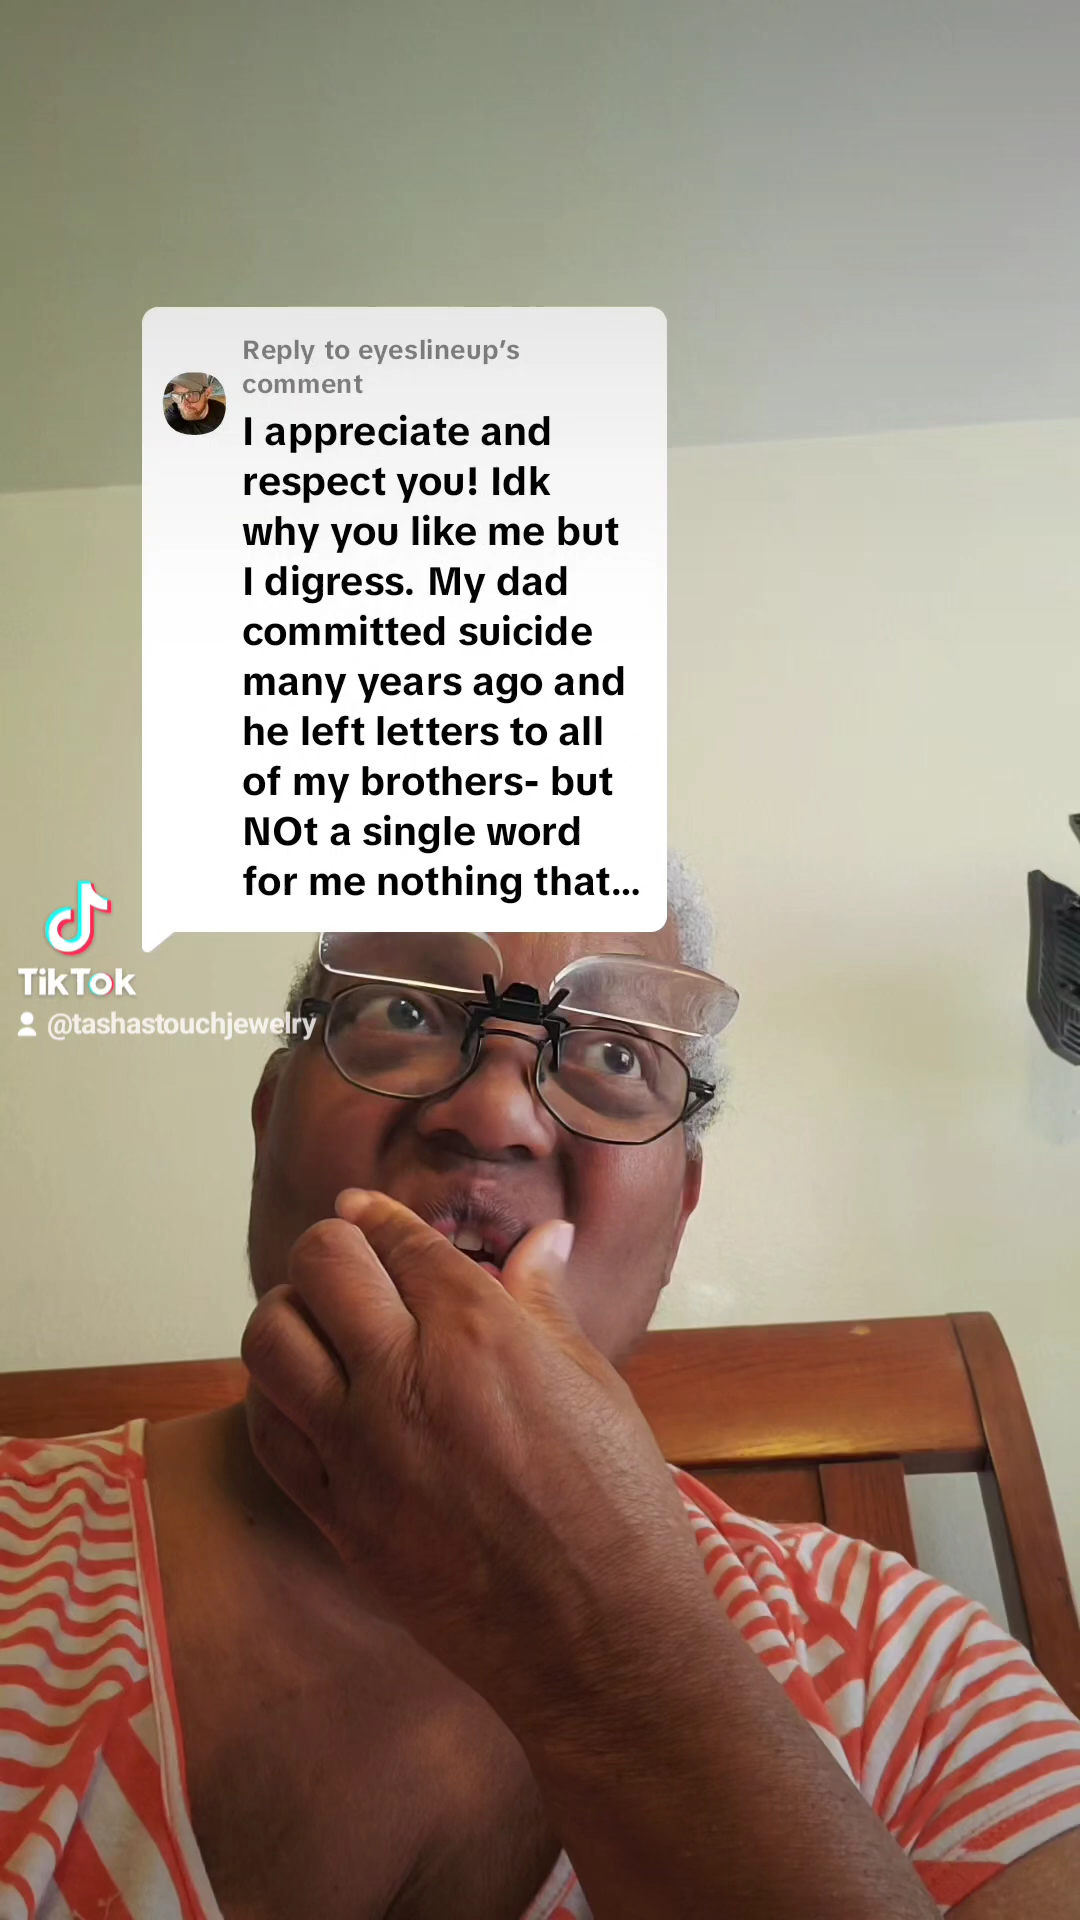 Reply to eyeslineup's
comment
I appreciate and
respect you! Idk
why you like me but
I digress. My dad
committed suicide
many years ago and
he left letters to all
of my brothers- but
NOt a single word
for me nothing that...
TikTok
@tashastouchjewelry